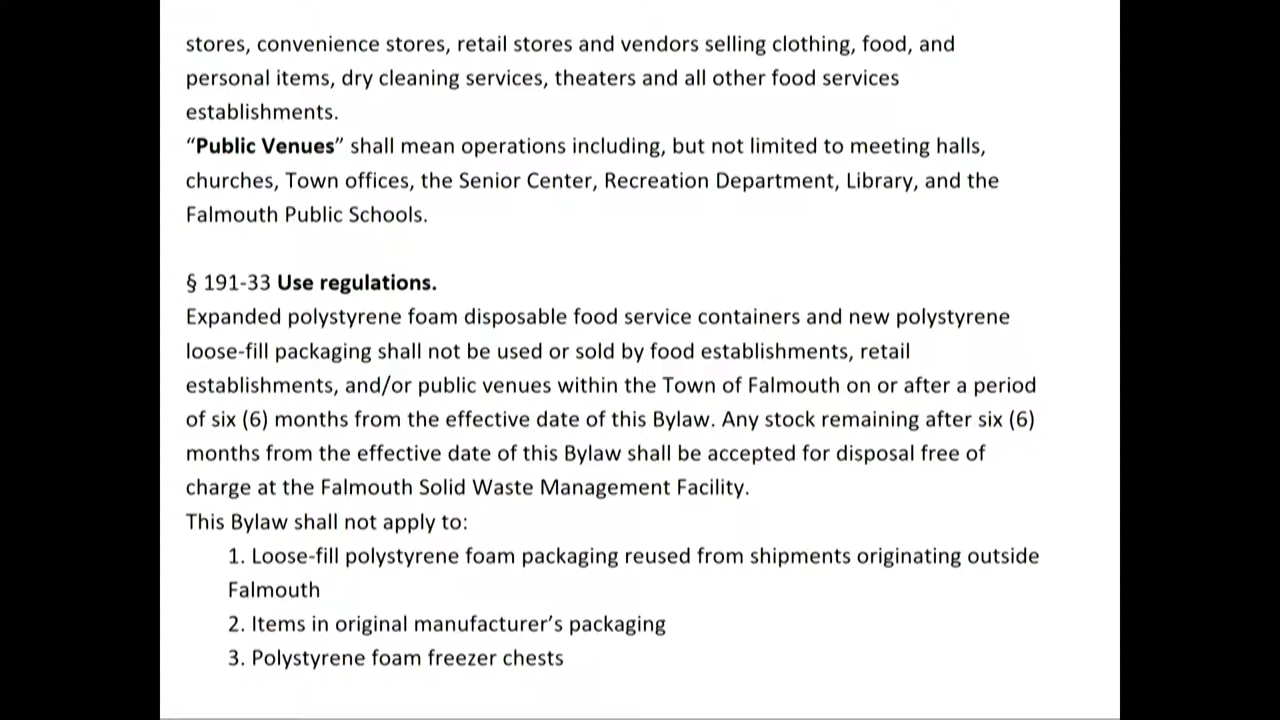 stores, convenience stores, retail stores and vendors selling clothing, food, and
personal items, dry cleaning services, theaters and all other food services
establishments.
“Public Venues” shall mean operations including, but not limited to meeting halls,
churches, Town offices, the Senior Center, Recreation Department, Library, and the
Falmouth Public Schools.
§ 191-33 Use regulations.
Expanded polystyrene foam disposable food service containers and new polystyrene
loose-fill packaging shall not be used or sold by food establishments, retail
establishments, and/or public venues within the Town of Falmouth on or after a period
of six (6) months from the effective date of this Bylaw. Any stock remaining after six (6)
months from the effective date of this Bylaw shall be accepted for disposal free of
charge at the Falmouth Solid Waste Management Facility.
This Bylaw shall not apply to:
1. Loose-fill polystyrene foam packaging reused from shipments originating outside
Falmouth
2. Items in original manufacturer’s packaging
3. Polystyrene foam freezer chests